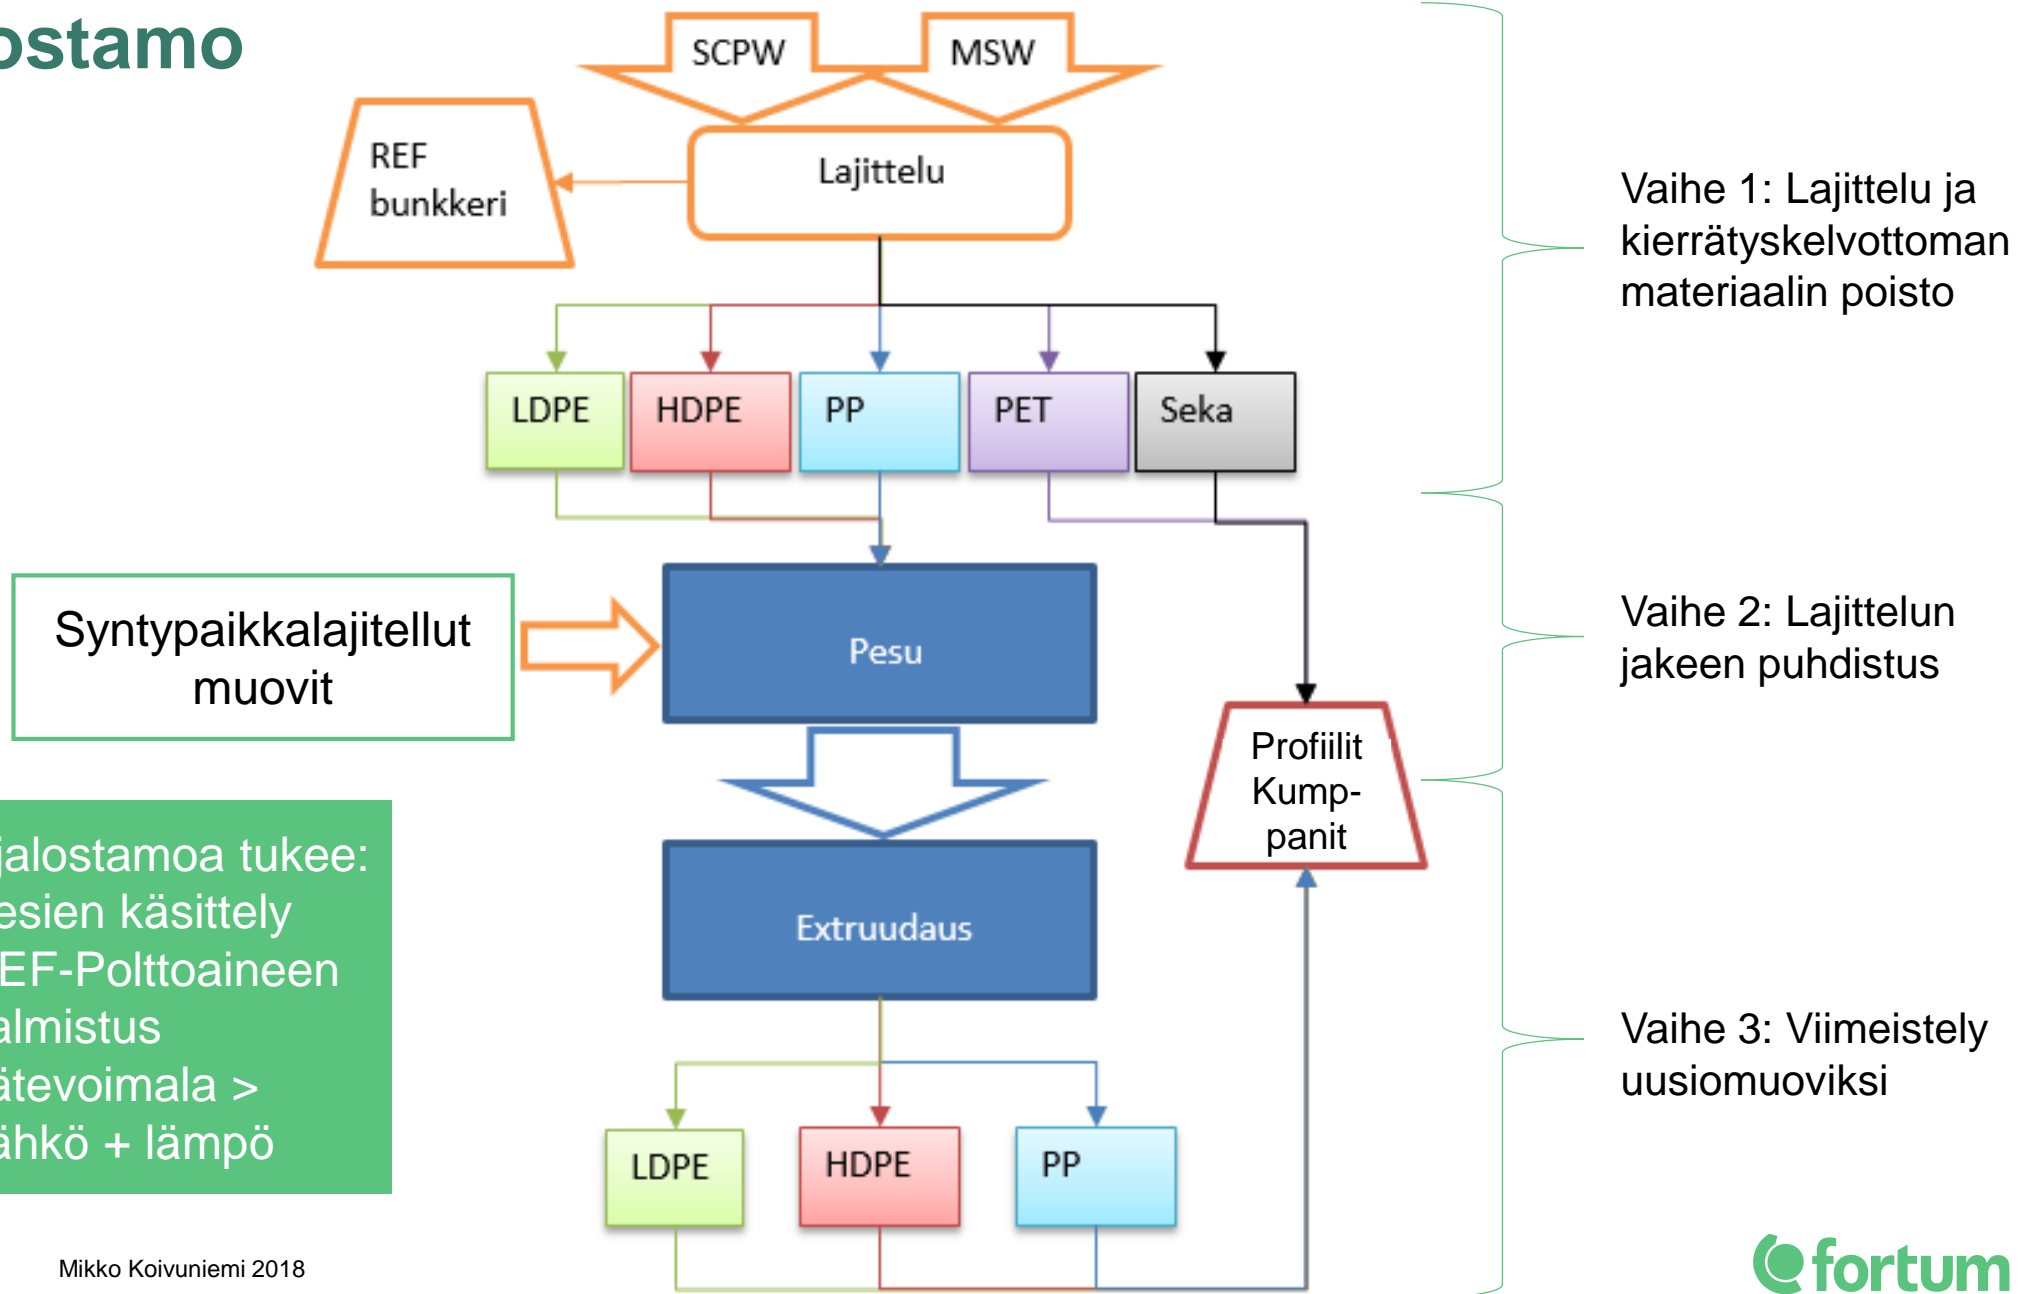 ostamo
SCPW
MSW
REF
bunkkeri
Lajittelu
Vaihe 1: Lajittelu ja
kierrätyskelvottoman
materiaalin poisto
LDPE
HDPE
PP
PET
Seka
Syntypaikkalajitellut
muovit
Pesu
Vaihe 2: Lajittelun
jakeen puhdistus
Profiilit
Kump-
panit
jalostamoa tukee:
esien käsittely
EF-Polttoaineen
almistus
ätevoimala >
ähkö + lämpö
Extruudaus
Vaihe 3: Viimeistely
uusiomuoviksi
LDPE
HDPE
PP
Mikko Koivuniemi 2018
fortum